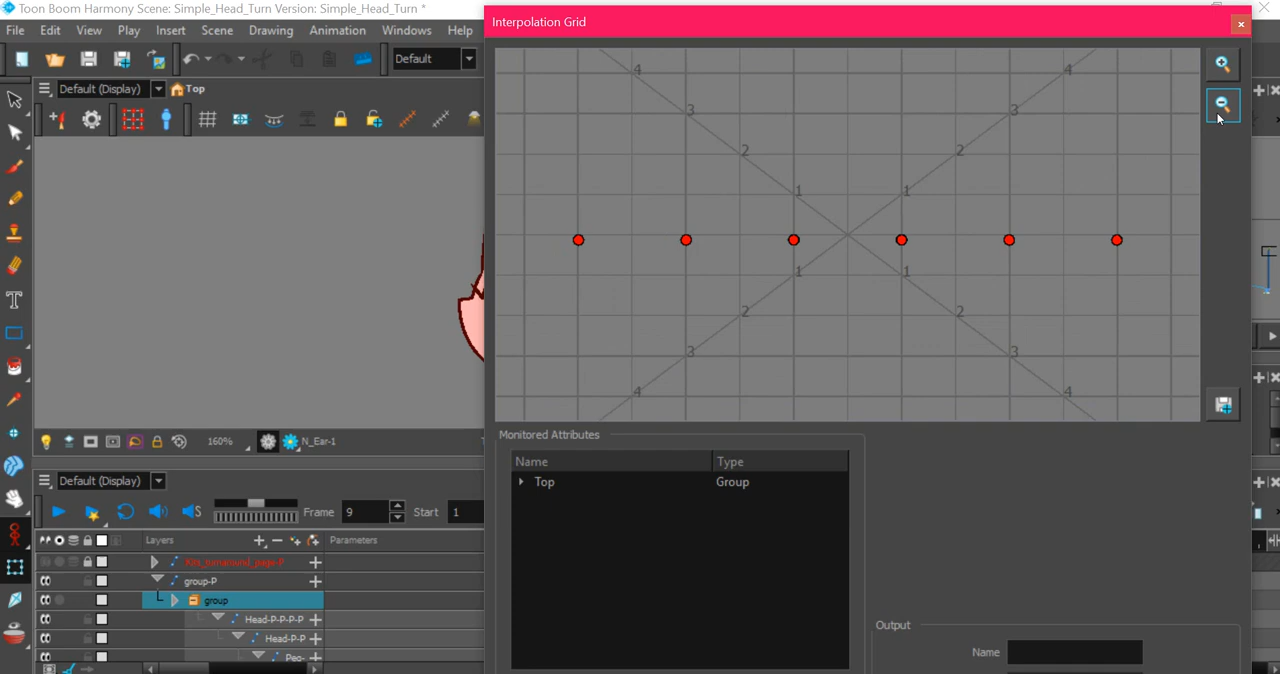 Toon Boom Harmony Scene: Simple_Head_Turn Version: Simple_Head_Turn *
Interpolation Grid
File Edit View Play Insert Scene Drawing Animation Windows Help
Default
Default (Display) Top
4 4
3 3
2 2
1 1
1 1
2 2
3 3
4 4
160% N_Ear-1
Monitored Attributes
Name Type
Top Group
Default (Display)
Frame 9 Start 1
Layers Parameters
group-P
group
Head-P-P-P-P
Head-P-P
Peg-
Output
Name